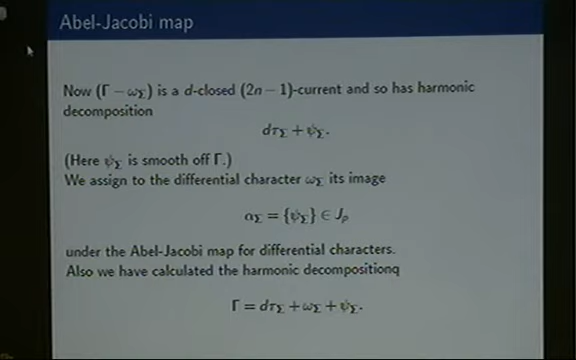 Abel-Jacobi map
Now (Γ − ω_Σ) is a d-closed (2n − 1)-current and so has harmonic
decomposition
dτ_Σ + ψ_Σ.
(Here ψ_Σ is smooth off Γ.)
We assign to the differential character ω_Σ its image
α_Σ = {ψ_Σ} ∈ J_p
under the Abel-Jacobi map for differential characters.
Also we have calculated the harmonic decompositionq
Γ = dτ_Σ + ω_Σ + ψ_Σ.